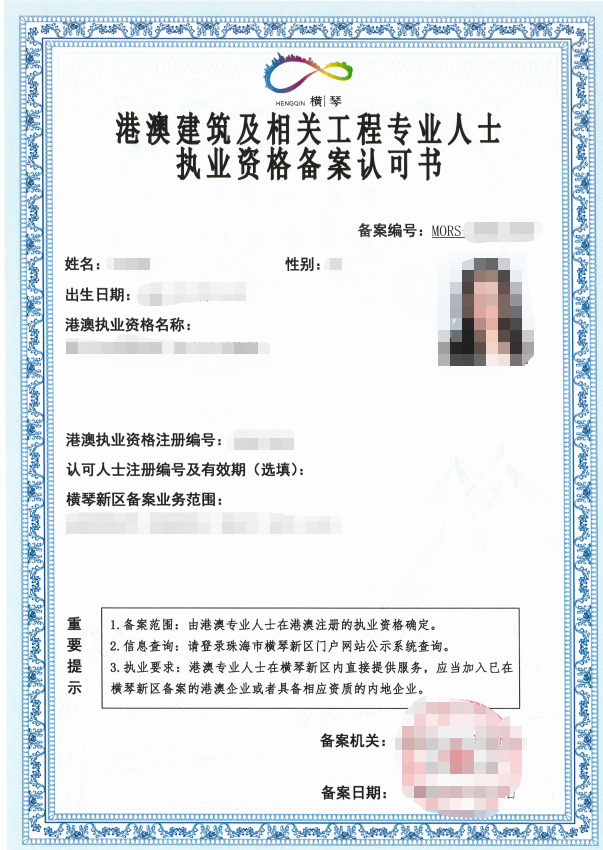 HENGQIN 横琴
港澳建筑及相关工程专业人士
执业资格备案认可书
备案编号：MORS
姓名：
性别：
出生日期：
港澳执业资格名称：
港澳执业资格注册编号：
认可人士注册编号及有效期（选填）：
横琴新区备案业务范围：
重要提示
1.备案范围：由港澳专业人士在港澳注册的执业资格确定。
2.信息查询：请登录珠海市横琴新区门户网站公示系统查询。
3.执业要求：港澳专业人士在横琴新区内直接提供服务，应当加入已在
横琴新区备案的港澳企业或者具备相应资质的内地企业。
备案机关：
备案日期：